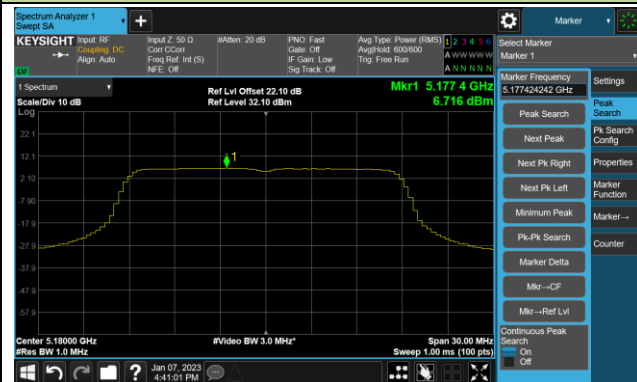 Spectrum Analyzer 1
Swept SA
Marker
KEYSIGHT
Input: RF
Coupling: DC
Align: Auto
Input Z: 50 Ω
Corr CCorr
Freq Ref: Int (S)
NFE: Off
#Atten: 20 dB
PNO: Fast
Gate: Off
IF Gain: Low
Sig Track: Off
Avg Type: Power (RMS)
Avg|Hold: 600/600
Trig: Free Run
1 2 3 4 5 6
A W W W W W
A N N N N N
Select Marker
Marker 1
1 Spectrum
Scale/Div 10 dB
Log
Ref Lvl Offset 22.10 dB
Ref Level 32.10 dBm
Mkr1 5.177 4 GHz
6.716 dBm
1
22.1
12.1
2.10
-7.90
-17.9
-27.9
-37.9
-47.9
-57.9
Center 5.18000 GHz
#Res BW 1.0 MHz
#Video BW 3.0 MHz*
Span 30.00 MHz
Sweep 1.00 ms (100 pts)
Marker Frequency
5.177424242 GHz
Peak Search
Next Peak
Next Pk Right
Next Pk Left
Minimum Peak
Pk-Pk Search
Marker Delta
Mkr→CF
Mkr→Ref Lvl
Continuous Peak
Search
On
Off
Settings
Peak
Search
Pk Search
Config
Properties
Marker
Function
Marker→
Counter
Jan 07, 2023
4:41:01 PM